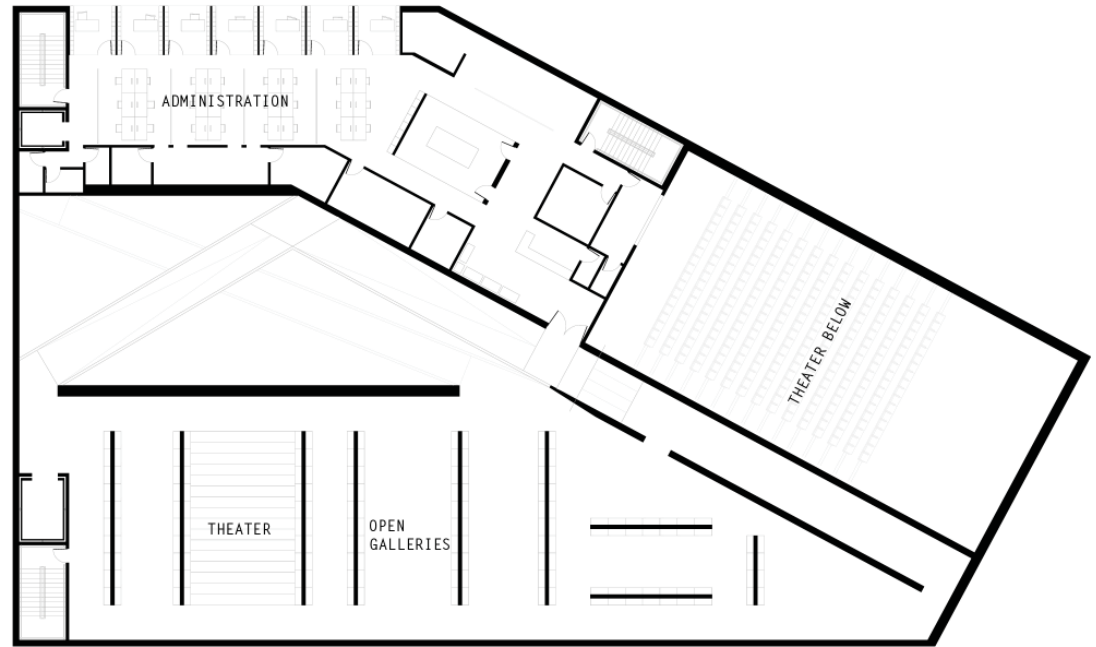 ADMINISTRATION
THEATER BELOW
THEATER
OPEN
GALLERIES